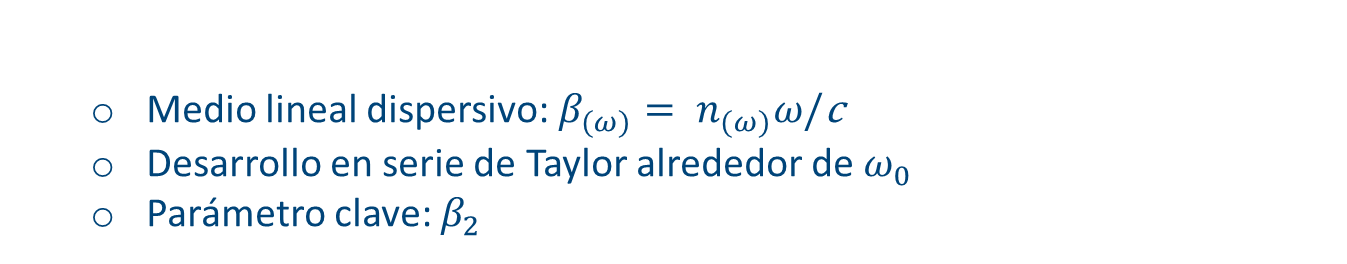 o Medio lineal dispersivo: 𝛽₍𝜔₎ = 𝑛₍𝜔₎𝜔/𝑐
o Desarrollo en serie de Taylor alrededor de 𝜔₀
o Parámetro clave: 𝛽₂